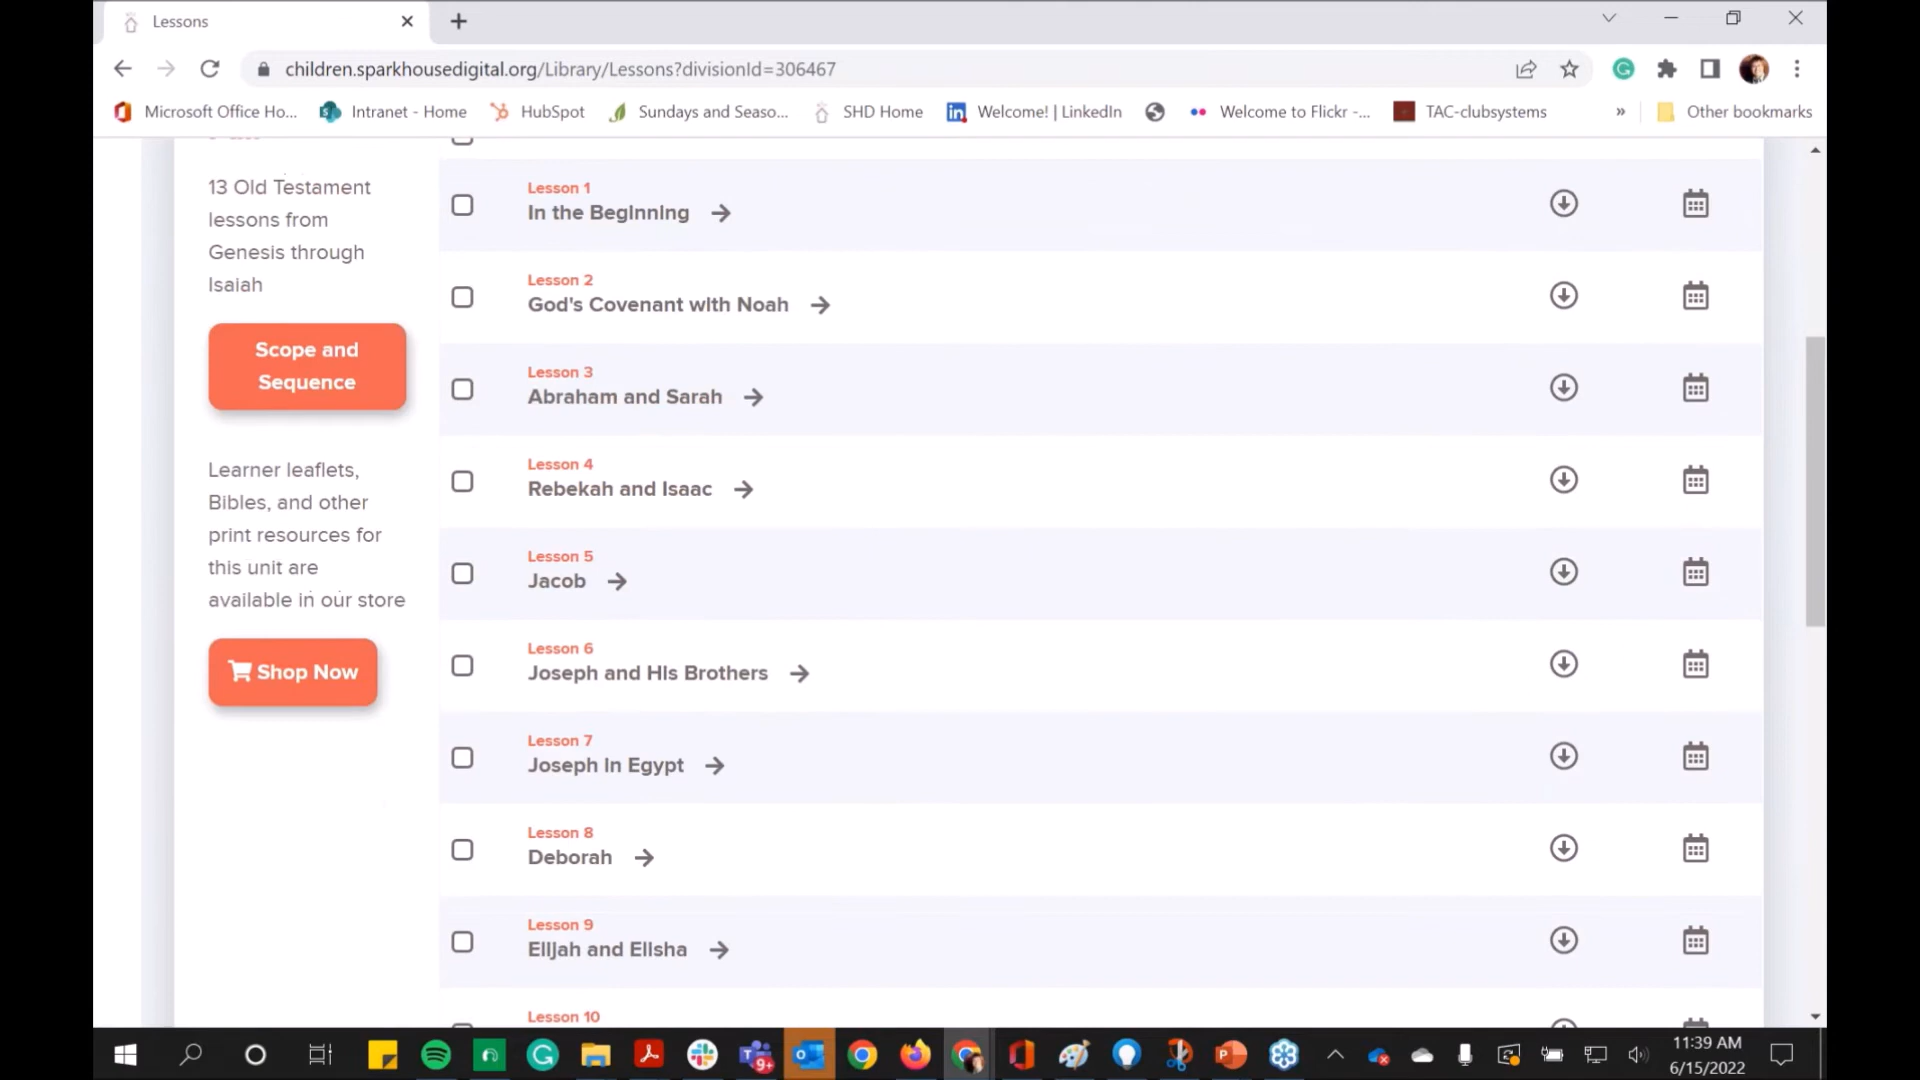 Lessons
children.sparkhousedigital.org/Library/Lessons?divisionId=306467
Microsoft Office Ho... Intranet - Home HubSpot Sundays and Seaso... SHD Home Welcome! | LinkedIn Welcome to Flickr -... TAC-clubsystems » Other bookmarks
13 Old Testament
lessons from
Genesis through
Isaiah
Scope and
Sequence
Learner leaflets,
Bibles, and other
print resources for
this unit are
available in our store
Shop Now
Lesson 1
In the Beginning
Lesson 2
God's Covenant with Noah
Lesson 3
Abraham and Sarah
Lesson 4
Rebekah and Isaac
Lesson 5
Jacob
Lesson 6
Joseph and His Brothers
Lesson 7
Joseph in Egypt
Lesson 8
Deborah
Lesson 9
Elijah and Elisha
Lesson 10
9+
11:39 AM
6/15/2022